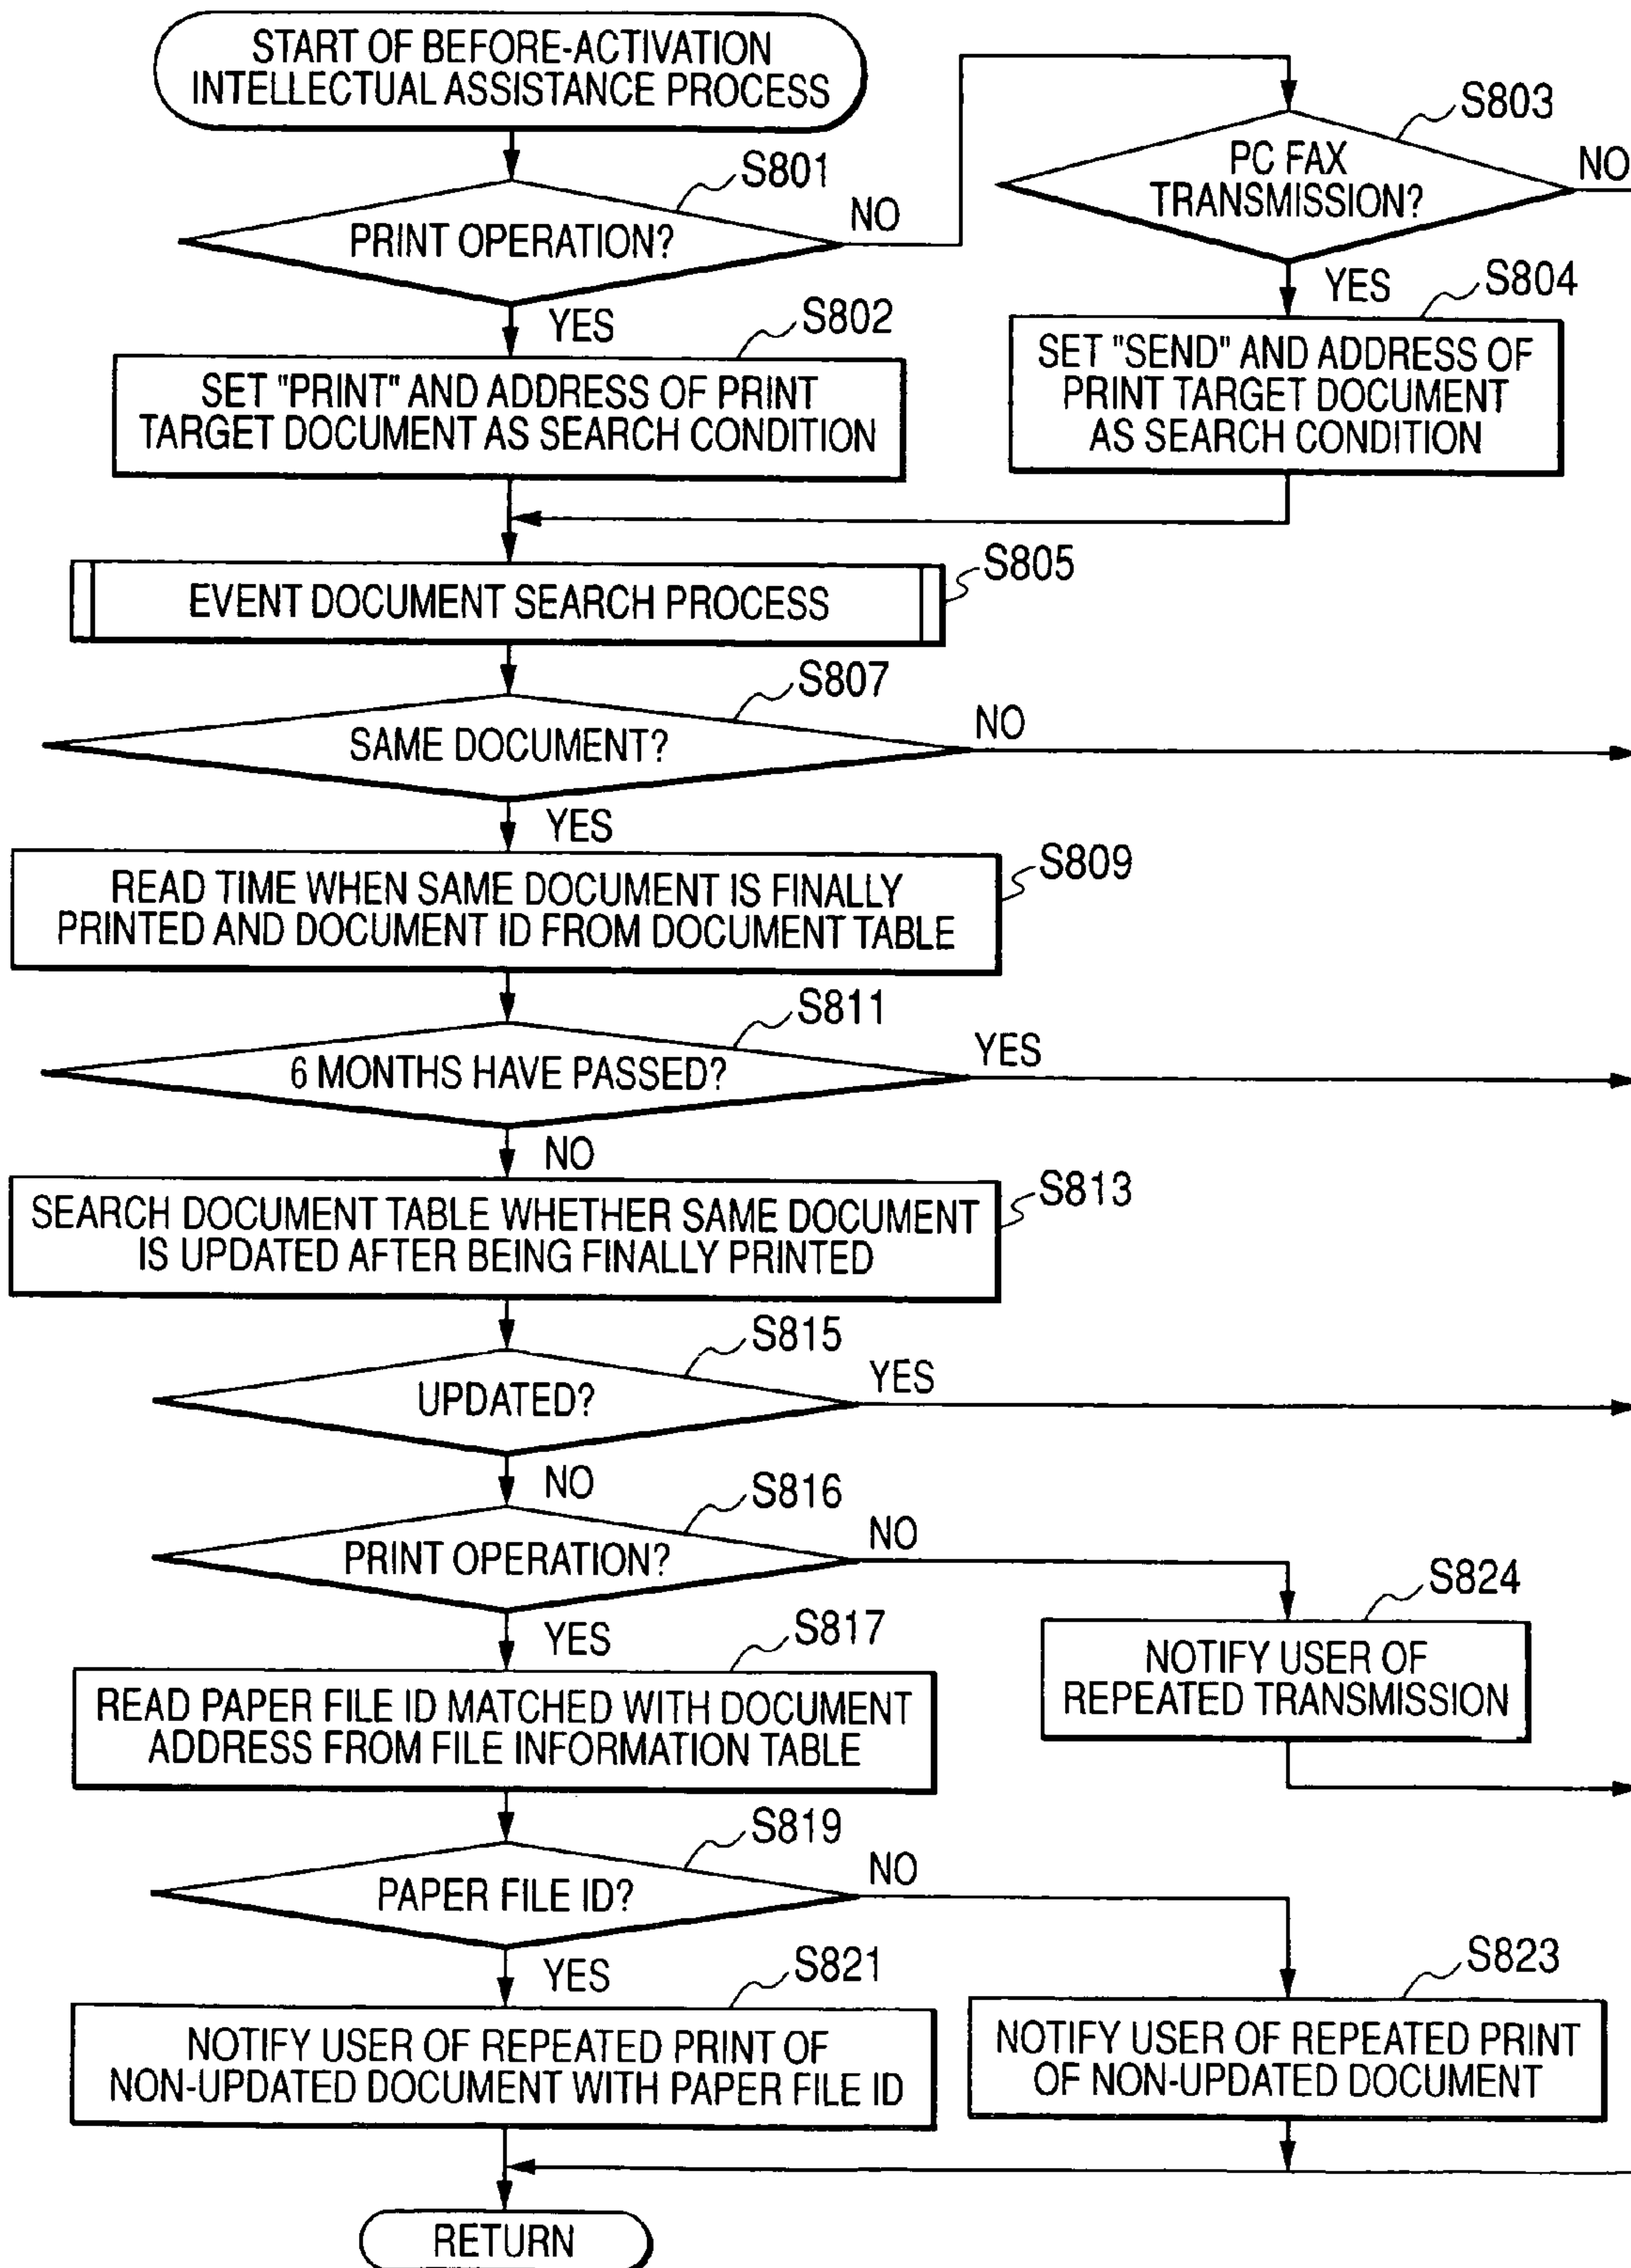 START OF BEFORE-ACTIVATION
INTELLECTUAL ASSISTANCE PROCESS
S801
PRINT OPERATION?
NO
YES
S802
SET "PRINT" AND ADDRESS OF PRINT
TARGET DOCUMENT AS SEARCH CONDITION
S803
PC FAX
TRANSMISSION?
NO
YES
S804
SET "SEND" AND ADDRESS OF
PRINT TARGET DOCUMENT
AS SEARCH CONDITION
S805
EVENT DOCUMENT SEARCH PROCESS
S807
SAME DOCUMENT?
NO
YES
S809
READ TIME WHEN SAME DOCUMENT IS FINALLY
PRINTED AND DOCUMENT ID FROM DOCUMENT TABLE
S811
6 MONTHS HAVE PASSED?
YES
NO
S813
SEARCH DOCUMENT TABLE WHETHER SAME DOCUMENT
IS UPDATED AFTER BEING FINALLY PRINTED
S815
UPDATED?
YES
NO
S816
PRINT OPERATION?
NO
YES
S824
NOTIFY USER OF
REPEATED TRANSMISSION
S817
READ PAPER FILE ID MATCHED WITH DOCUMENT
ADDRESS FROM FILE INFORMATION TABLE
S819
PAPER FILE ID?
NO
YES
S821
NOTIFY USER OF REPEATED PRINT OF
NON-UPDATED DOCUMENT WITH PAPER FILE ID
S823
NOTIFY USER OF REPEATED PRINT
OF NON-UPDATED DOCUMENT
RETURN